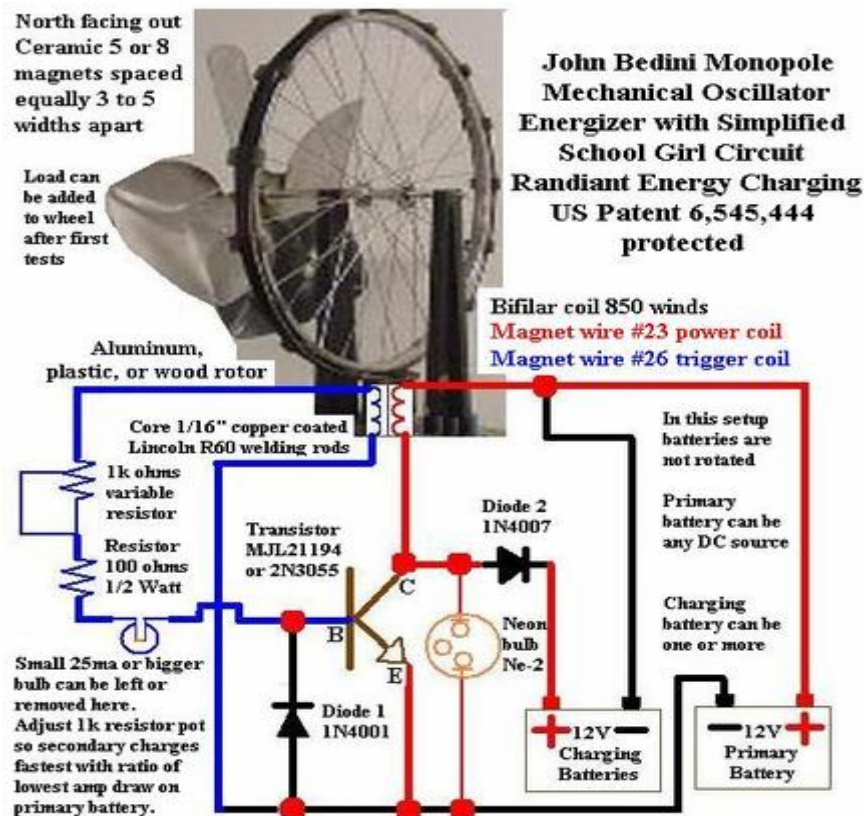 North facing out
Ceramic 5 or 8
magnets spaced
equally 3 to 5
widths apart
John Bedini Monopole
Mechanical Oscillator
Energizer with Simplified
School Girl Circuit
Randiant Energy Charging
US Patent 6,545,444
protected
Load can
be added
to wheel
after first
tests
Bifilar coil 850 winds
Magnet wire #23 power coil
Magnet wire #26 trigger coil
Aluminum,
plastic, or wood rotor
Core 1/16" copper coated
Lincoln R60 welding rods
In this setup
batteries are
not rotated
1k ohms
variable
resistor
Transistor
MJL21194
or 2N3055
Diode 2
1N4007
Primary
battery can be
any DC source
Resistor
100 ohms
1/2 Watt
C
B
E
Neon
bulb
Ne-2
Charging
battery can be
one or more
Small 25ma or bigger
bulb can be left or
removed here.
Adjust 1k resistor pot
so secondary charges
fastest with ratio of
lowest amp draw on
primary battery.
Diode 1
1N4001
+ 12V -
Charging
Batteries
- 12V +
Primary
Battery